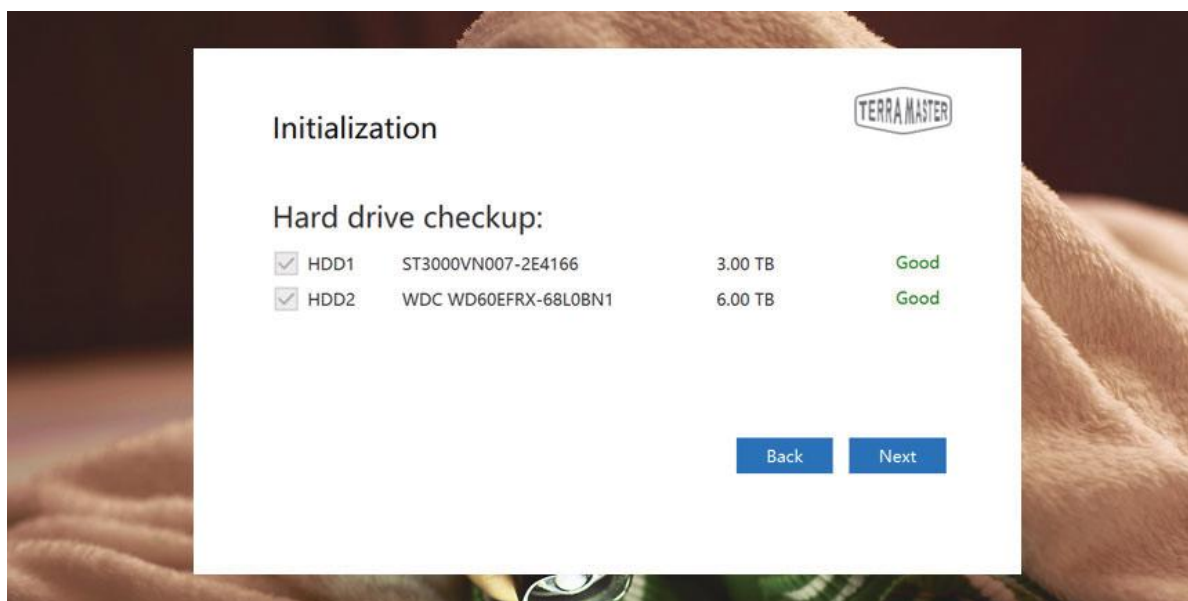 Initialization
TERRA MASTER
Hard drive checkup:
HDD1 ST3000VN007-2E4166 3.00 TB Good
HDD2 WDC WD60EFRX-68L0BN1 6.00 TB Good
Back Next